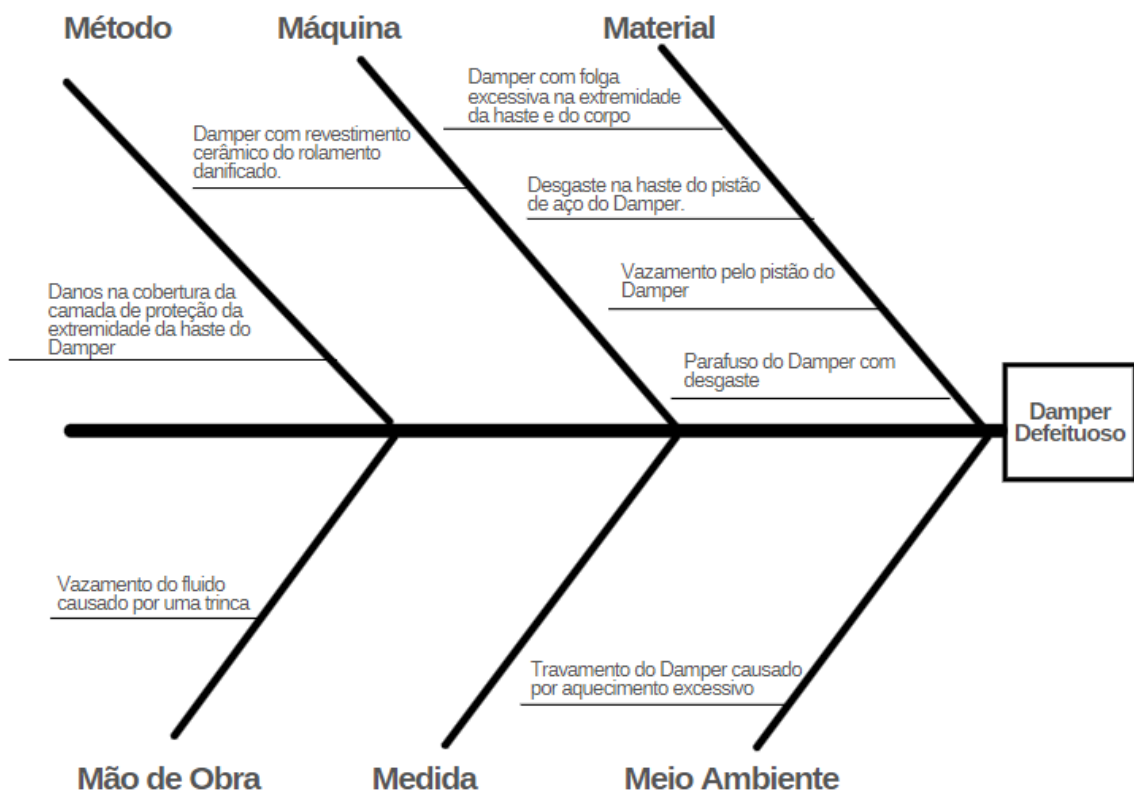 Método
Máquina
Material
Damper com folga
excessiva na extremidade
da haste e do corpo
Damper com revestimento
cerâmico do rolamento
danificado.
Desgaste na haste do pistão
de aço do Damper.
Vazamento pelo pistão do
Damper
Danos na cobertura da
camada de proteção da
extremidade da haste do
Damper
Parafuso do Damper com
desgaste
Damper
Defeituoso
Vazamento do fluido
causado por uma trinca
Travamento do Damper causado
por aquecimento excessivo
Mão de Obra
Medida
Meio Ambiente